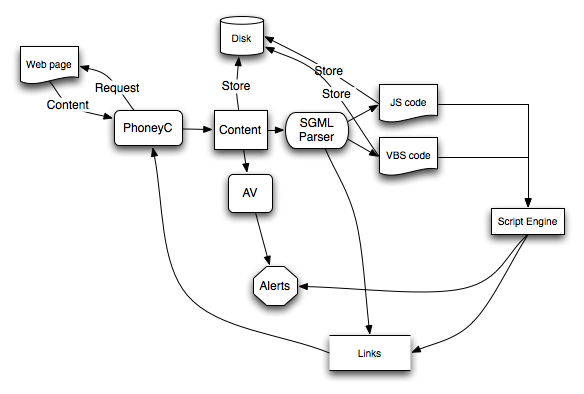 Disk
Web page
Store
Request
Store
Content
Store
JS code
PhoneyC
Content
SGML
Parser
VBS code
AV
Script Engine
Alerts
Links